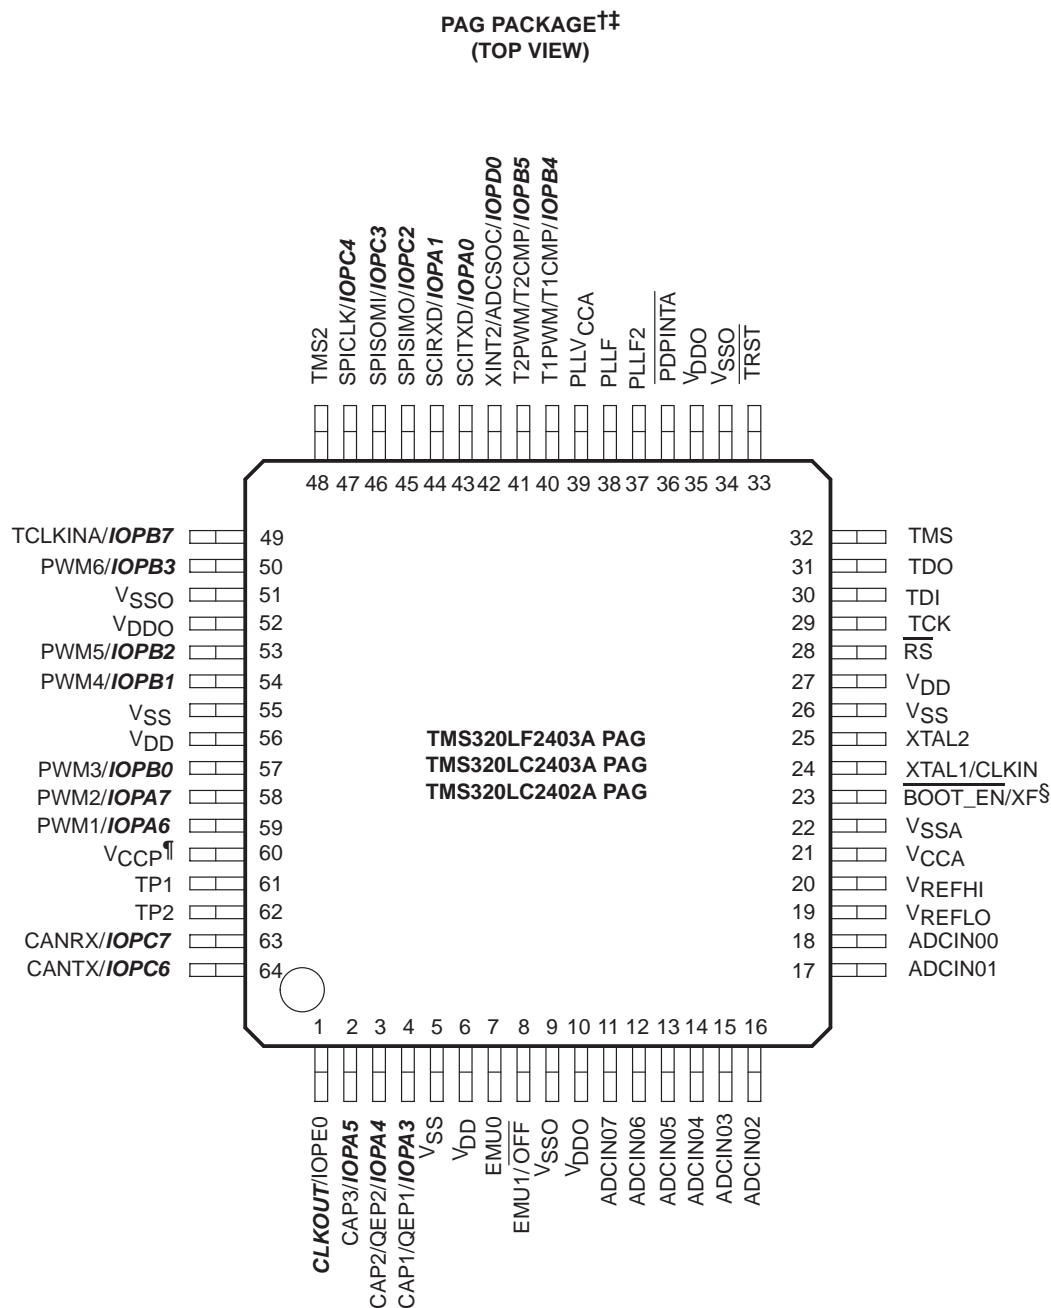 PAG PACKAGE†‡
(TOP VIEW)
TMS2
SPICLK/IOPC4
SPISOMI/IOPC3
SPISIMO/IOPC2
SCIRXD/IOPA1
SCITXD/IOPA0
XINT2/ADCSOC/IOPD0
T2PWM/T2CMP/IOPB5
T1PWM/T1CMP/IOPB4
PLLVCCA
PLLF
PLLF2
PDPINTA
VDDO
VSSO
TRST
48 47 46 45 44 43 42 41 40 39 38 37 36 35 34 33
TCLKINA/IOPB7 49 32 TMS
PWM6/IOPB3 50 31 TDO
VSSO 51 30 TDI
VDDO 52 29 TCK
PWM5/IOPB2 53 28 RS
PWM4/IOPB1 54 27 VDD
VSS 55 26 VSS
VDD 56 TMS320LF2403A PAG 25 XTAL2
TMS320LC2403A PAG
PWM3/IOPB0 57 24 XTAL1/CLKIN
PWM2/IOPA7 58 TMS320LC2402A PAG 23 BOOT_EN/XF§
PWM1/IOPA6 59 22 VSSA
VCCP¶ 60 21 VCCA
TP1 61 20 VREFHI
TP2 62 19 VREFLO
CANRX/IOPC7 63 18 ADCIN00
CANTX/IOPC6 64 17 ADCIN01
1 2 3 4 5 6 7 8 9 10 11 12 13 14 15 16
CLKOUT/IOPE0
CAP3/IOPA5
CAP2/QEP2/IOPA4
CAP1/QEP1/IOPA3
VSS
VDD
EMU0
EMU1/OFF
VSSO
VDDO
ADCIN07
ADCIN06
ADCIN05
ADCIN04
ADCIN03
ADCIN02